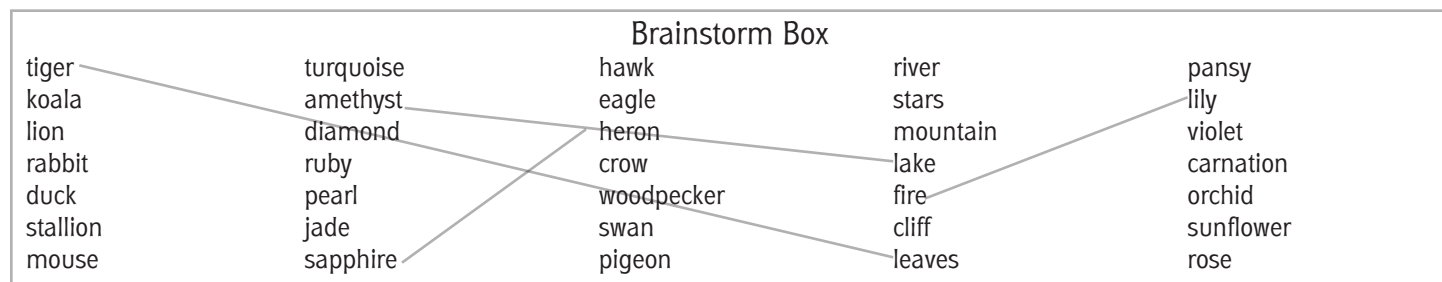 Brainstorm Box
tiger turquoise hawk river pansy
koala amethyst eagle stars lily
lion diamond heron mountain violet
rabbit ruby crow lake carnation
duck pearl woodpecker fire orchid
stallion jade swan cliff sunflower
mouse sapphire pigeon leaves rose